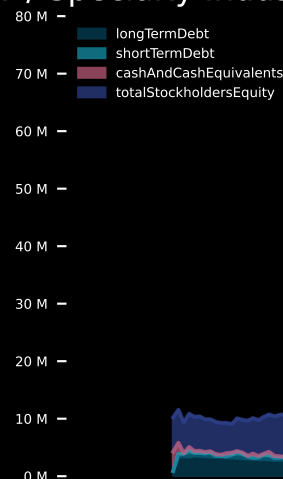 80 M
longTermDebt
shortTermDebt
70 M
cashAndCashEquivalents
totalStockholdersEquity
60 M
50 M
40 M
30 M
20 M
10 M
0 M